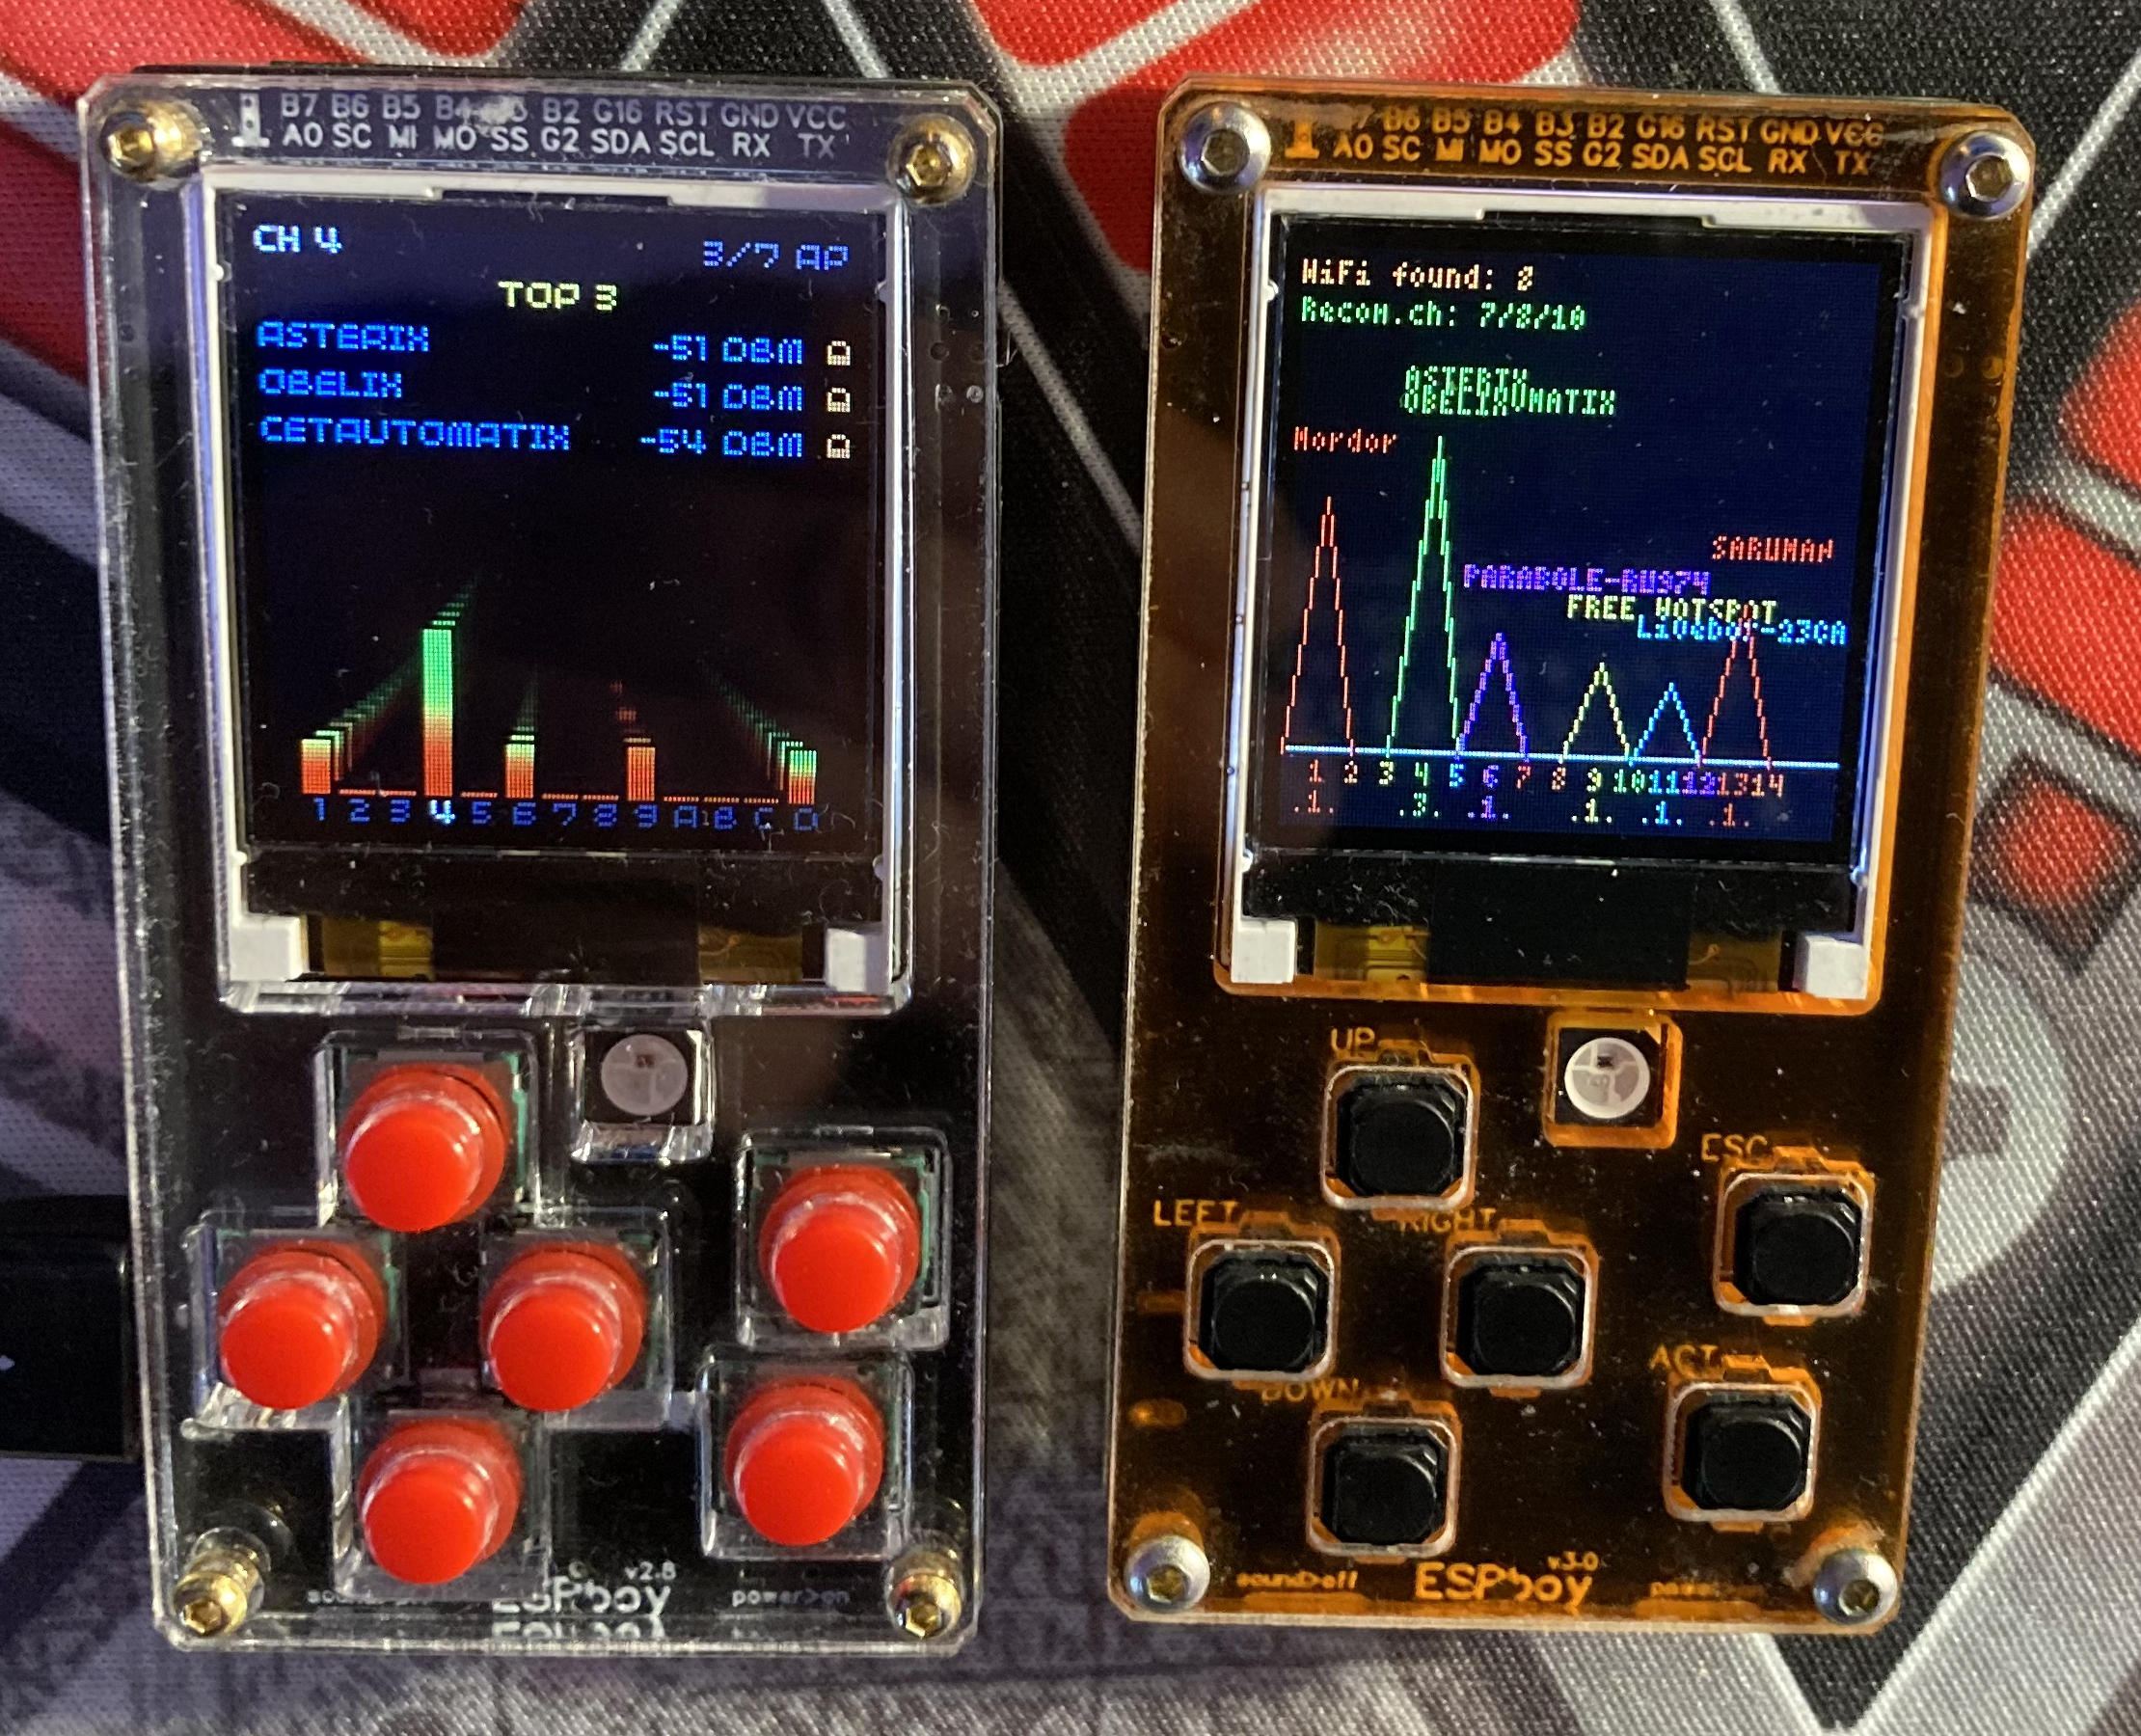 B7 B6 B5 B4 B3 B2 G16 RST GND VCC
A0 SC MI MO SS G2 SDA SCL RX TX
CH 4
3/7 AP
TOP 3
ASTERIX -51 DBM
OBELIX -51 DBM
CETAUTOMATIX -54 DBM
1 2 3 4 5 6 7 8 9 A B C D
v2.8
ESPboy
power>on
7 B6 B5 B4 B3 B2 G16 RST GND VCC
A0 SC MI MO SS G2 SDA SCL RX TX
WiFi found: 8
Recom.ch: 7/8/10
ASTERIX
OBELIX
Mordor
SARUMAN
FREE HOTSPOT
1 2 3 4 5 6 7 8 9 10 11 12 13 14
.1. .3. .1. .1. .1. .1.
UP
ESC
LEFT
RIGHT
ACT
DOWN
v3.0
sound>off
ESPboy
power